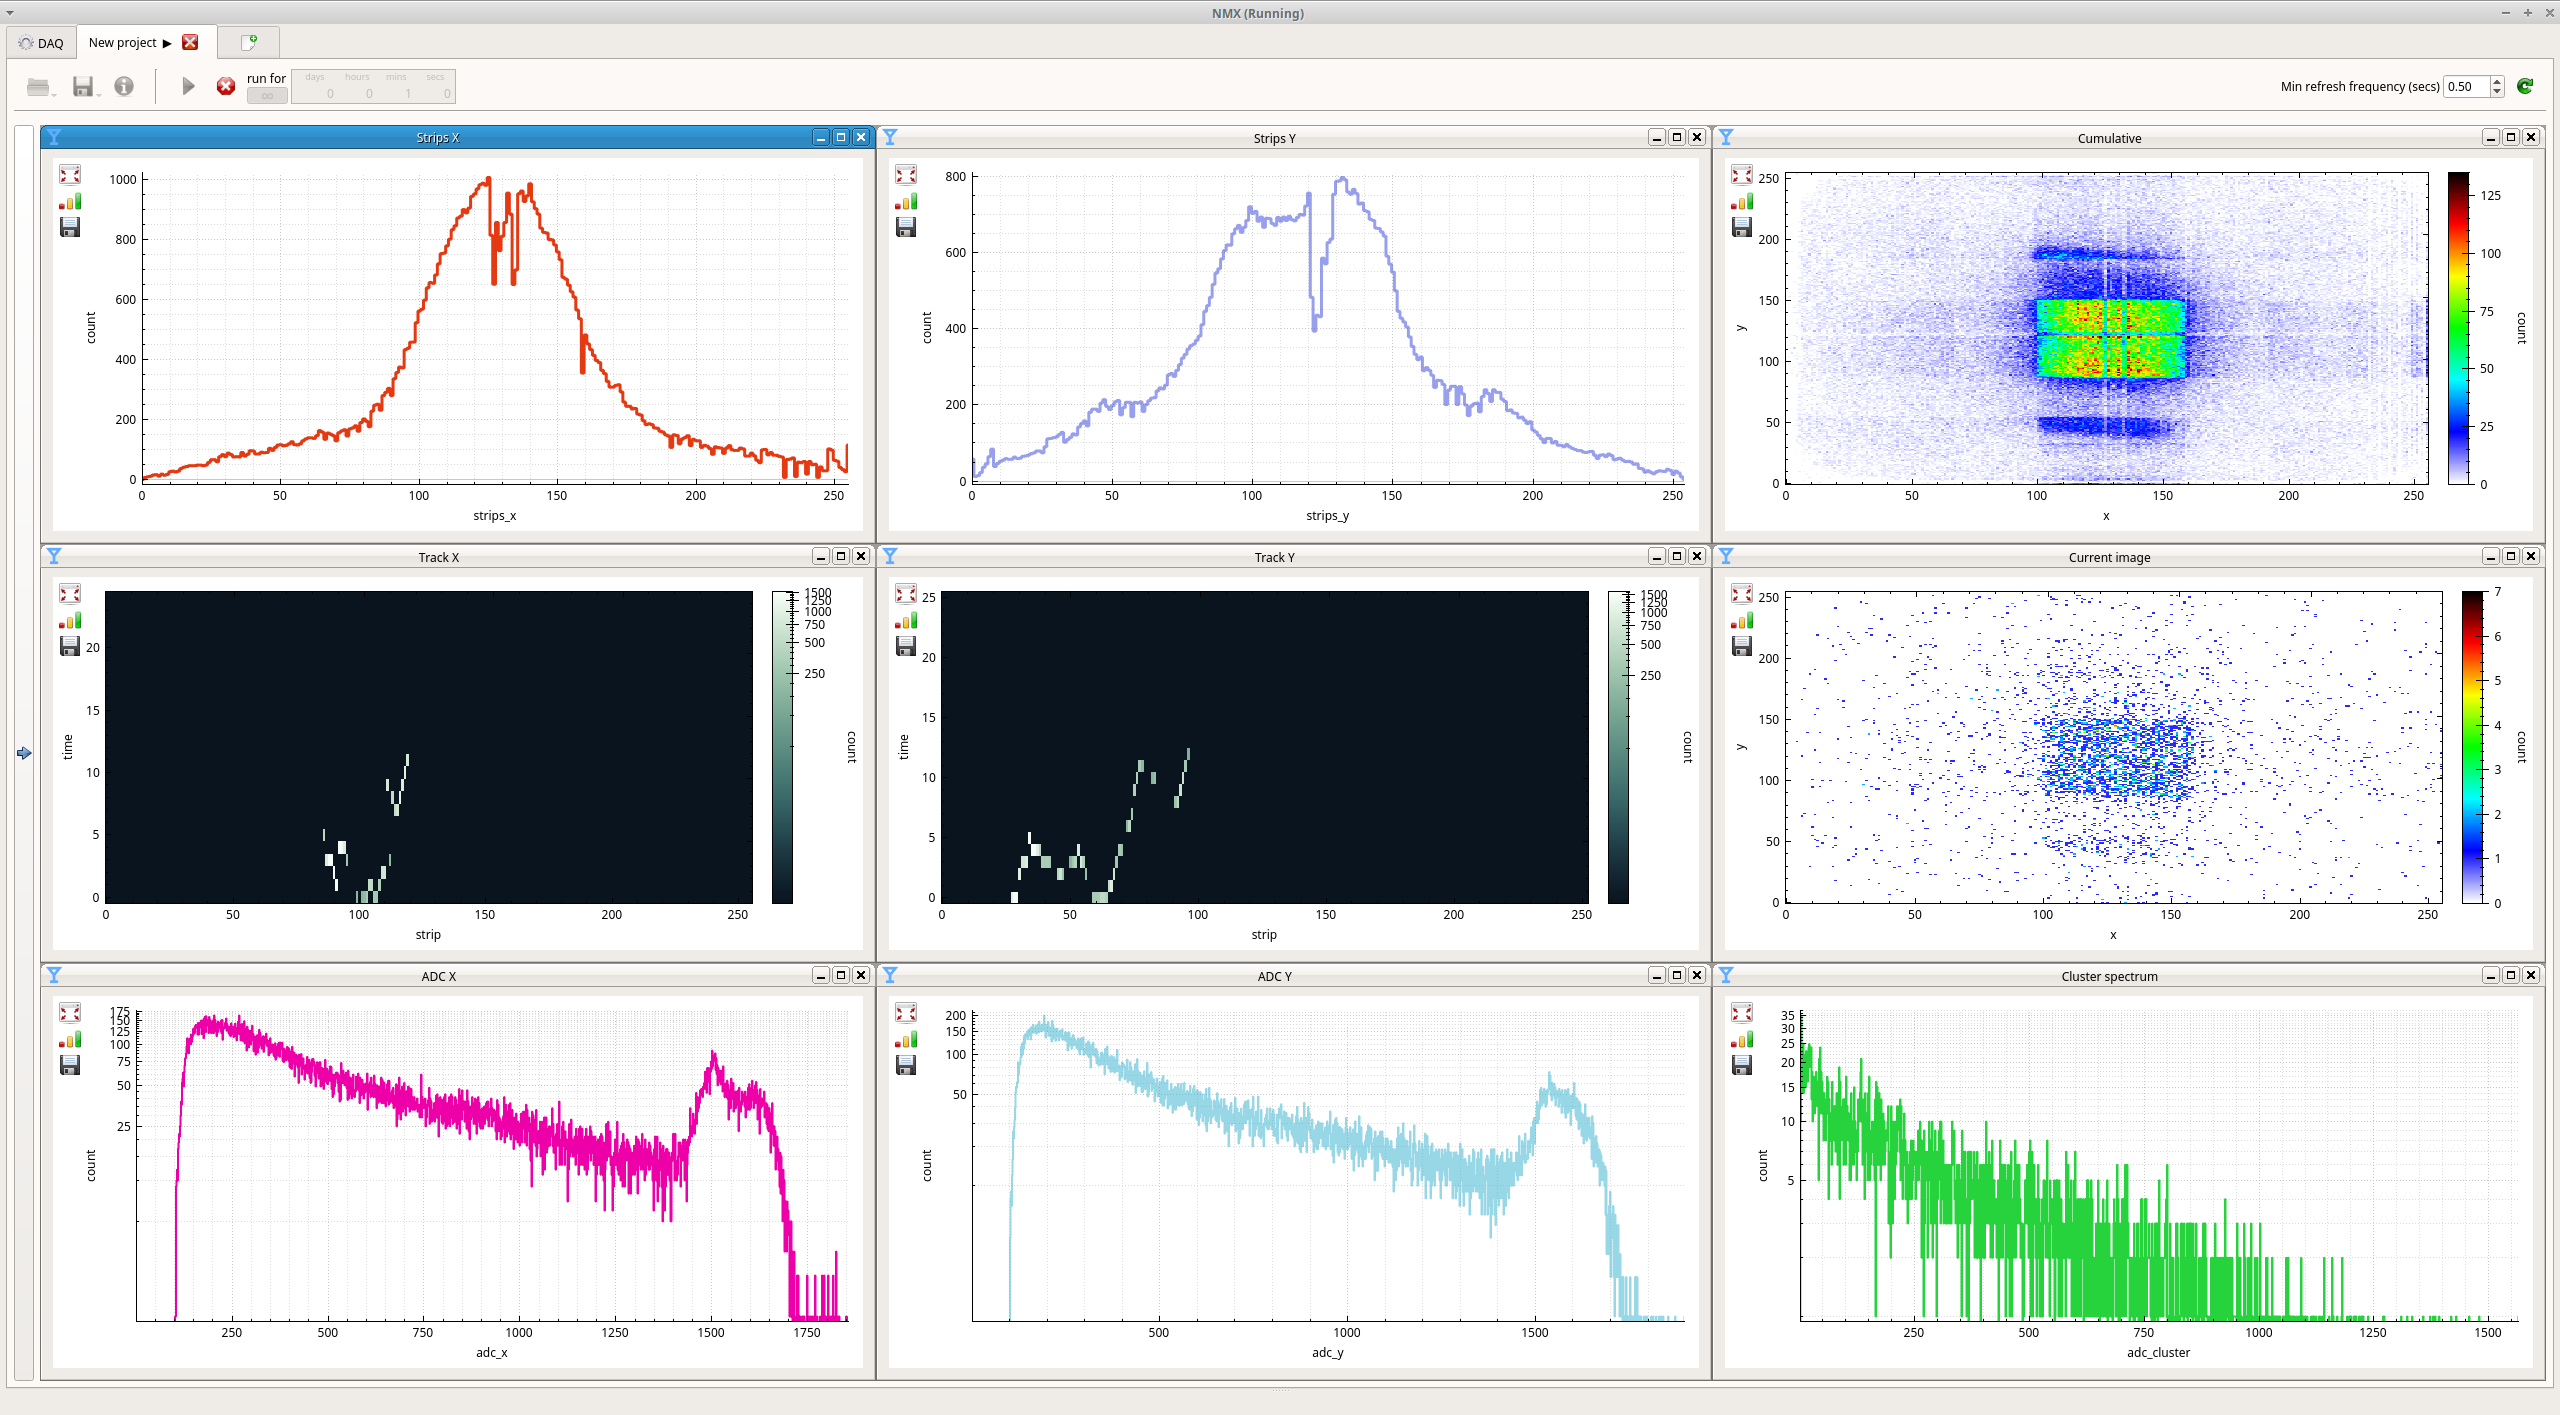 NMX (Running)
DAQ
New project
run for
days hours mins secs
∞ 0 0 1 0
Min refresh frequency (secs) 0.50
Strips X
1000
800
600
400
200
0
count
0 50 100 150 200 250
strips_x
Strips Y
800
600
400
200
0
count
0 50 100 150 200 250
strips_y
Cumulative
250
200
150
100
50
0
y
0 50 100 150 200 250
x
125
100
75
50
25
0
count
Track X
20
15
10
5
0
time
0 50 100 150 200 250
strip
1500
1250
1000
750
500
250
count
Track Y
25
20
15
10
5
0
time
0 50 100 150 200 250
strip
1500
1250
1000
750
500
250
count
Current image
250
200
150
100
50
0
y
0 50 100 150 200 250
x
7
6
5
4
3
2
1
0
count
ADC X
175
150
125
100
75
50
25
count
250 500 750 1000 1250 1500 1750
adc_x
ADC Y
200
150
100
50
count
500 1000 1500
adc_y
Cluster spectrum
35
30
25
20
15
10
5
count
250 500 750 1000 1250 1500
adc_cluster